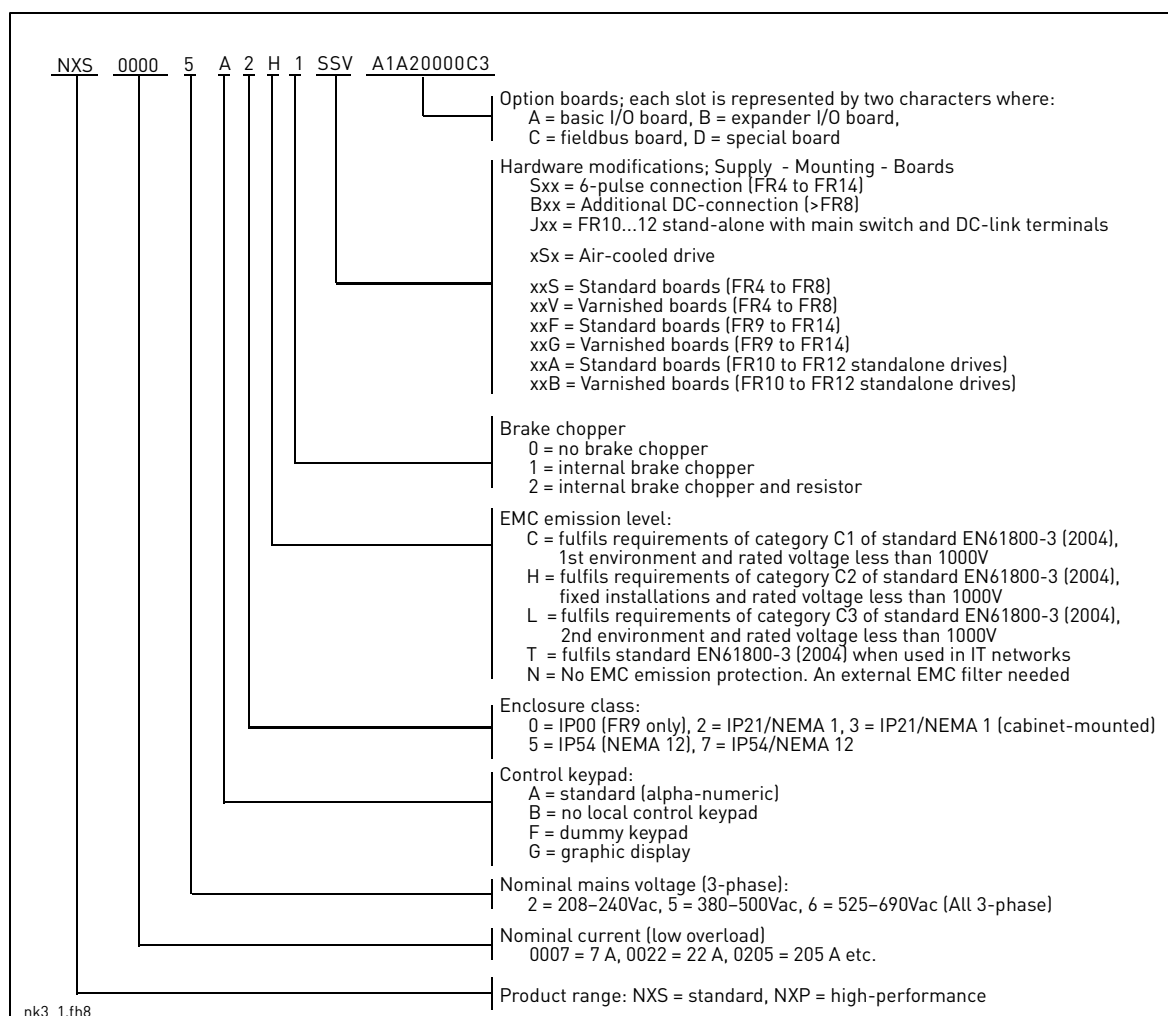 NXS 0000 5 A 2 H 1 SSV A1A20000C3
Option boards; each slot is represented by two characters where:
A = basic I/O board, B = expander I/O board,
C = fieldbus board, D = special board
Hardware modifications; Supply - Mounting - Boards
Sxx = 6-pulse connection (FR4 to FR14)
Bxx = Additional DC-connection (>FR8)
Jxx = FR10...12 stand-alone with main switch and DC-link terminals
xSx = Air-cooled drive
xxS = Standard boards (FR4 to FR8)
xxV = Varnished boards (FR4 to FR8)
xxF = Standard boards (FR9 to FR14)
xxG = Varnished boards (FR9 to FR14)
xxA = Standard boards (FR10 to FR12 standalone drives)
xxB = Varnished boards (FR10 to FR12 standalone drives)
Brake chopper
0 = no brake chopper
1 = internal brake chopper
2 = internal brake chopper and resistor
EMC emission level:
C = fulfils requirements of category C1 of standard EN61800-3 (2004),
1st environment and rated voltage less than 1000V
H = fulfils requirements of category C2 of standard EN61800-3 (2004),
fixed installations and rated voltage less than 1000V
L = fulfils requirements of category C3 of standard EN61800-3 (2004),
2nd environment and rated voltage less than 1000V
T = fulfils standard EN61800-3 (2004) when used in IT networks
N = No EMC emission protection. An external EMC filter needed
Enclosure class:
0 = IP00 (FR9 only), 2 = IP21/NEMA 1, 3 = IP21/NEMA 1 (cabinet-mounted)
5 = IP54 (NEMA 12), 7 = IP54/NEMA 12
Control keypad:
A = standard (alpha-numeric)
B = no local control keypad
F = dummy keypad
G = graphic display
Nominal mains voltage (3-phase):
2 = 208–240Vac, 5 = 380–500Vac, 6 = 525–690Vac (All 3-phase)
Nominal current (low overload)
0007 = 7 A, 0022 = 22 A, 0205 = 205 A etc.
Product range: NXS = standard, NXP = high-performance
nk3_1.fh8